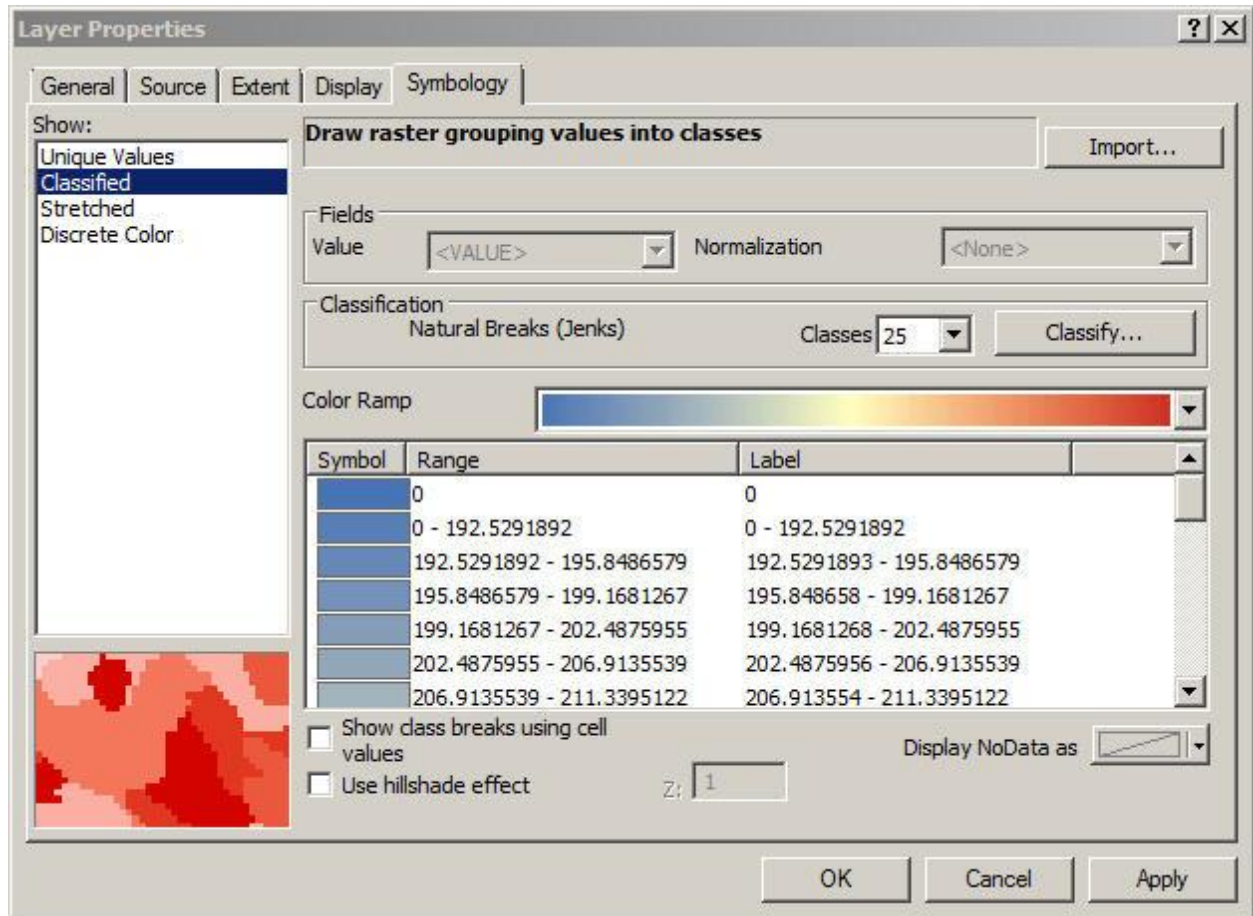 Layer Properties
General Source Extent Display Symbology
Show:
Unique Values
Classified
Stretched
Discrete Color
Draw raster grouping values into classes
Import...
Fields
Value <VALUE> Normalization <None>
Classification
Natural Breaks (Jenks) Classes 25 Classify...
Color Ramp
Symbol Range Label
0 0
0 - 192.5291892 0 - 192.5291892
192.5291892 - 195.8486579 192.5291893 - 195.8486579
195.8486579 - 199.1681267 195.848658 - 199.1681267
199.1681267 - 202.4875955 199.1681268 - 202.4875955
202.4875955 - 206.9135539 202.4875956 - 206.9135539
206.9135539 - 211.3395122 206.913554 - 211.3395122
Show class breaks using cell
values
Display NoData as
Use hillshade effect Z: 1
OK Cancel Apply